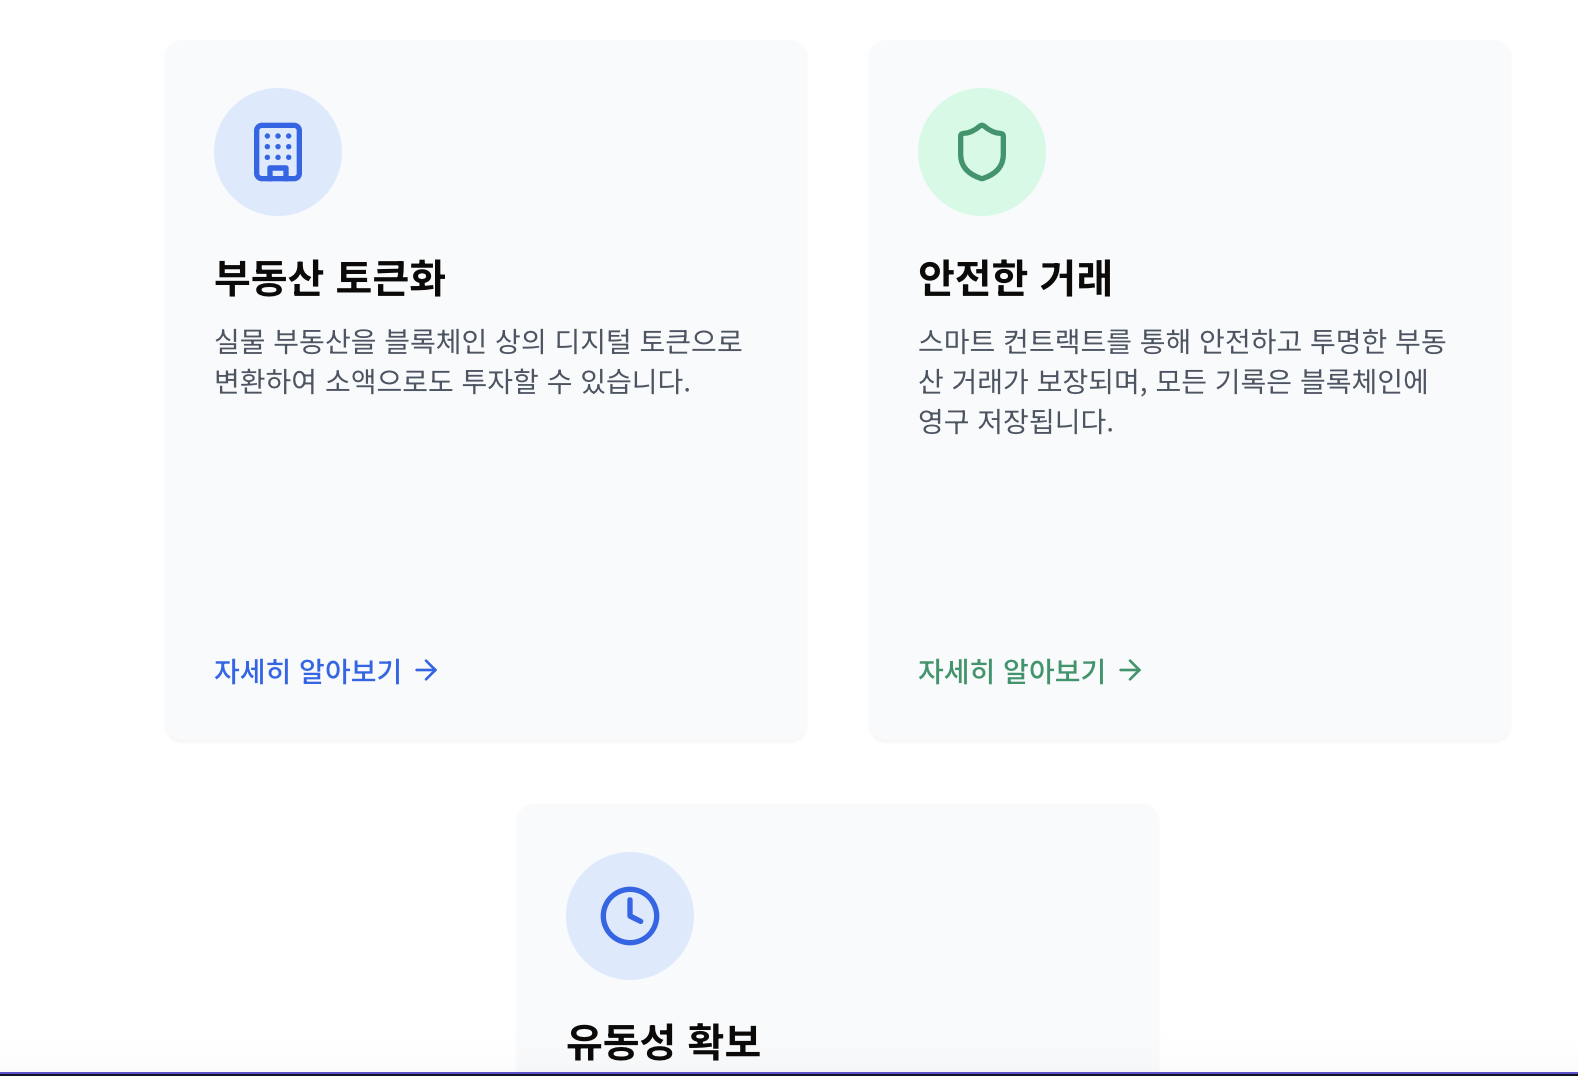 부동산 토큰화
실물 부동산을 블록체인 상의 디지털 토큰으로
변환하여 소액으로도 투자할 수 있습니다.
자세히 알아보기 →
안전한 거래
스마트 컨트랙트를 통해 안전하고 투명한 부동
산 거래가 보장되며, 모든 기록은 블록체인에
영구 저장됩니다.
자세히 알아보기 →
유동성 확보